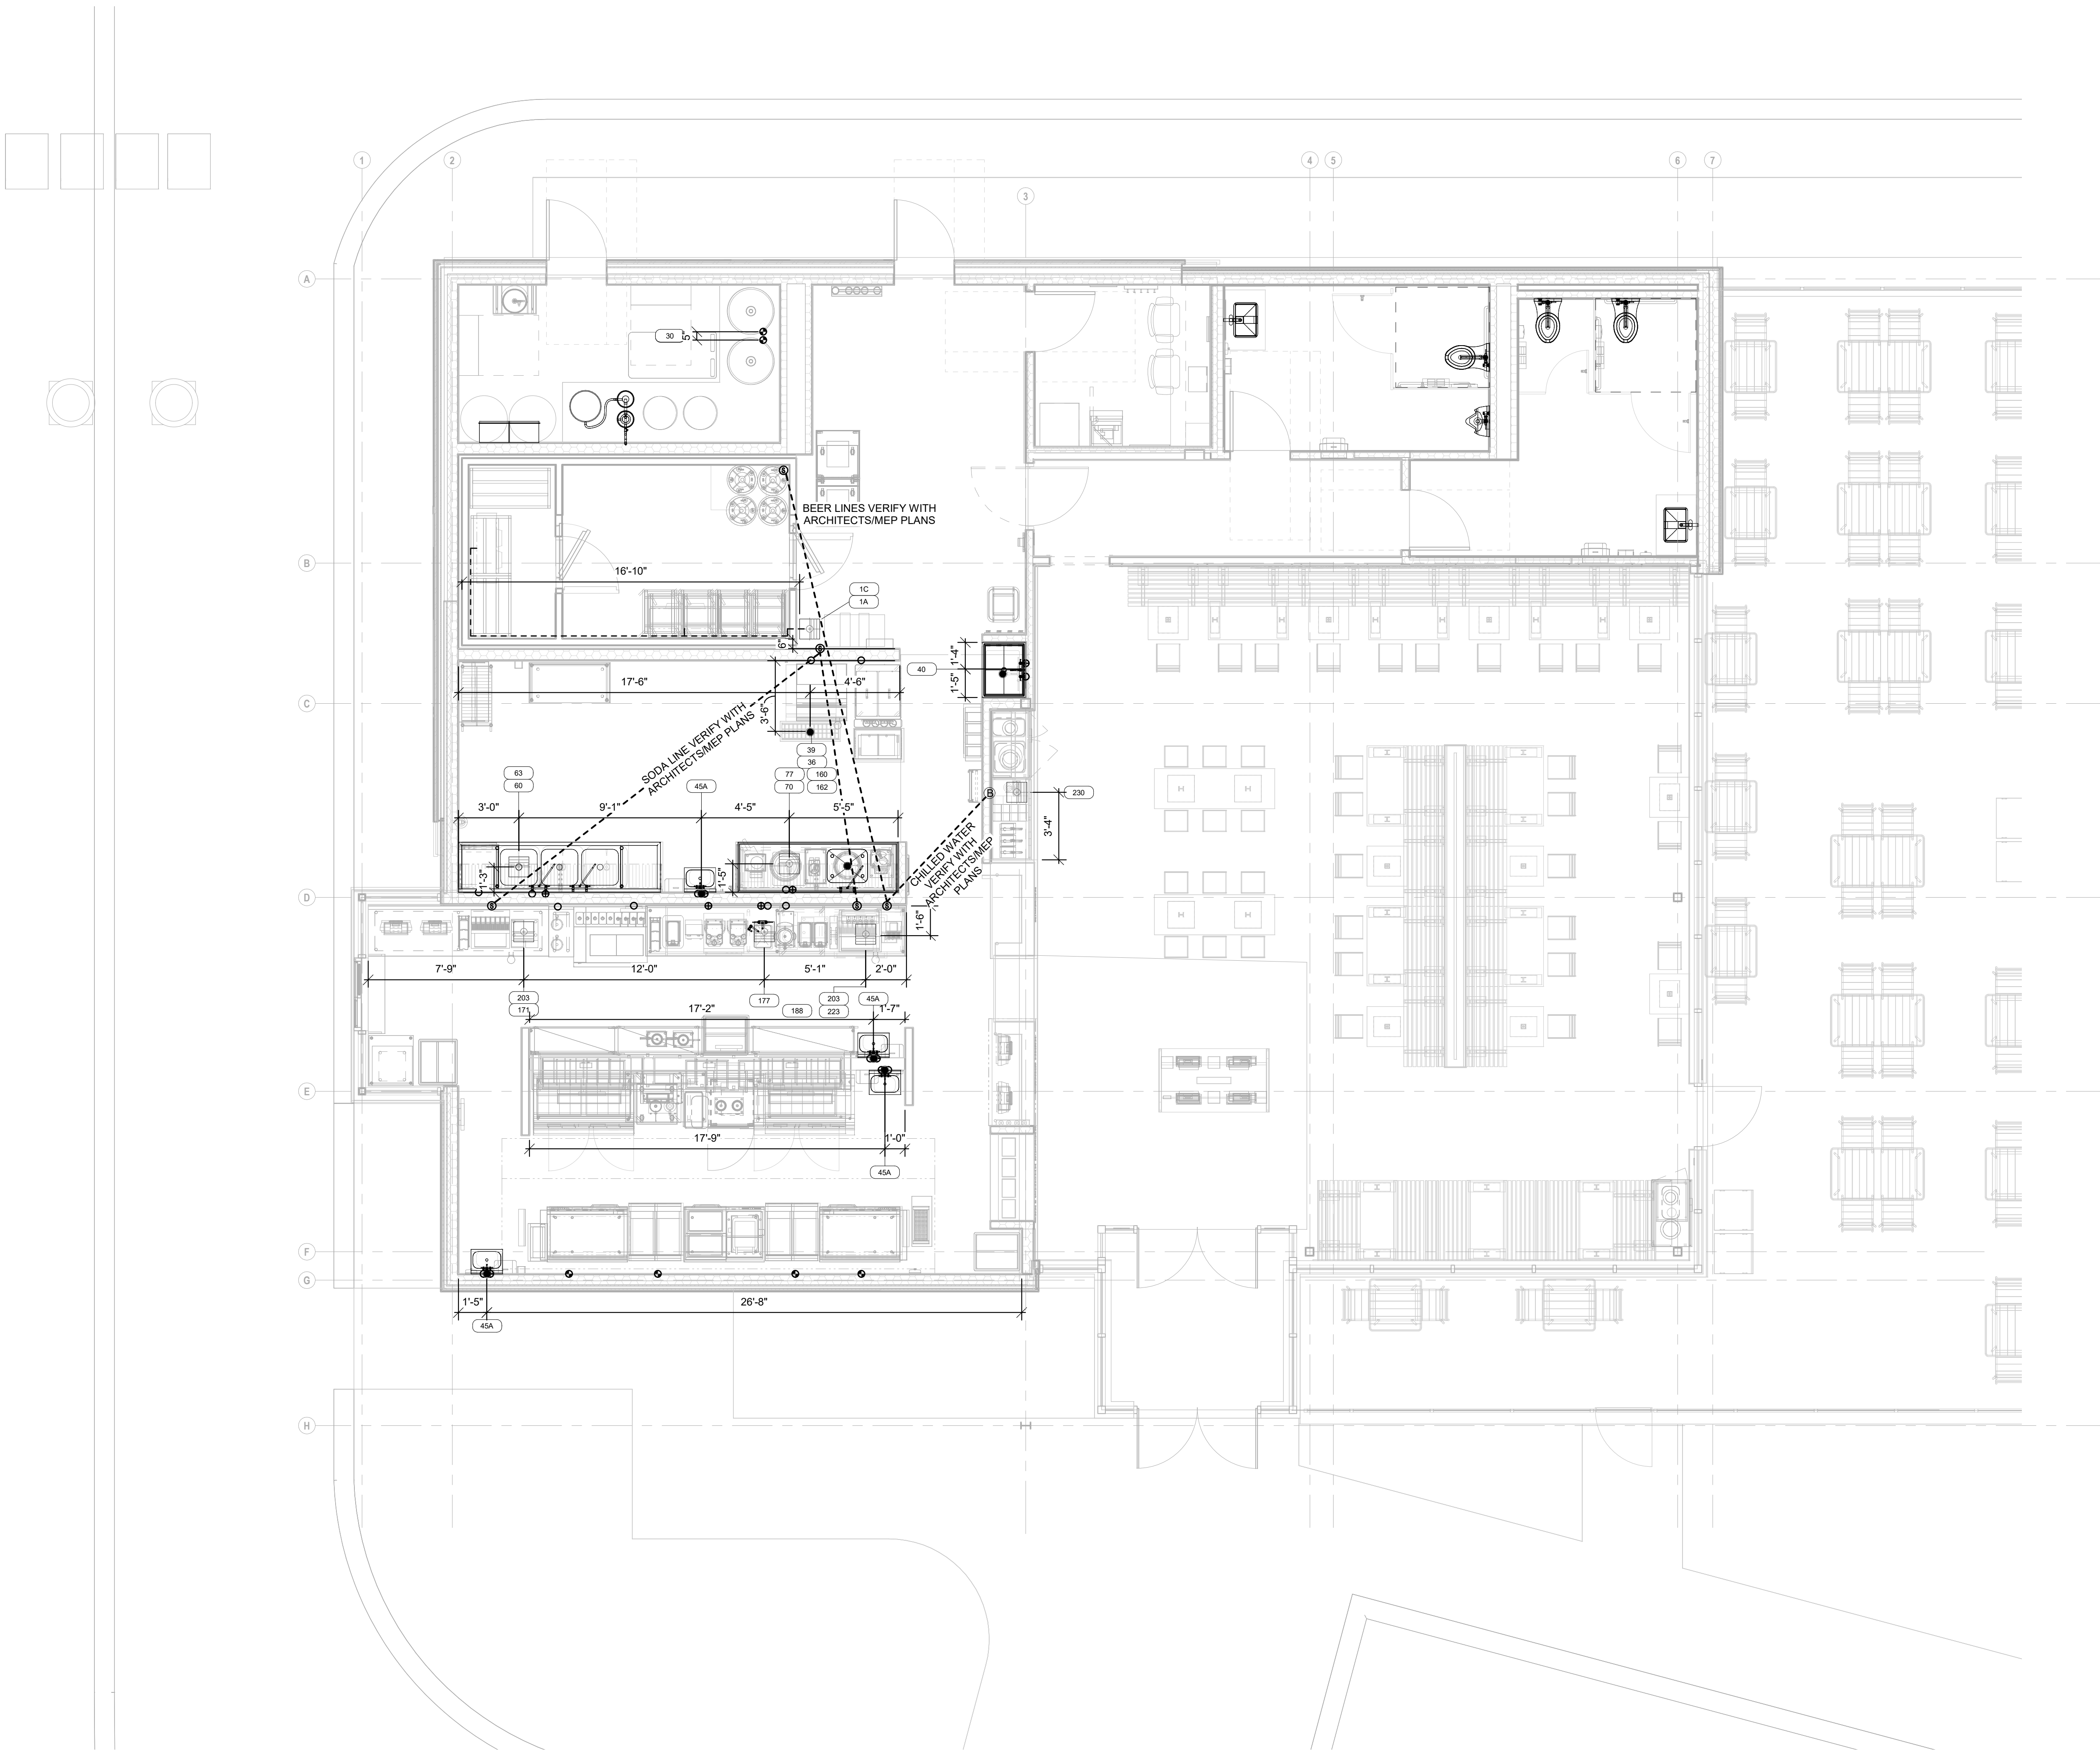 1
2
3
4
5
6
7
A
30
5"
BEER LINES VERIFY WITH
ARCHITECTS/MEP PLANS
B
16'-10"
1C
1A
6"
40
1'-4"
1'-5"
17'-6"
4'-6"
C
3'-6"
SODA LINE VERIFY WITH
ARCHITECTS/MEP PLANS
39
36
63
60
45A
77
70
160
162
230
3'-0"
9'-1"
4'-5"
5'-5"
3'-4"
CHILLED WATER
VERIFY WITH
ARCHITECTS/MEP
PLANS
1'-3"
1'-5"
D
1'-6"
7'-9"
12'-0"
5'-1"
2'-0"
203
171
177
203
223
188
45A
17'-2"
1'-7"
E
17'-9"
1'-0"
45A
F
G
1'-5"
26'-8"
45A
H